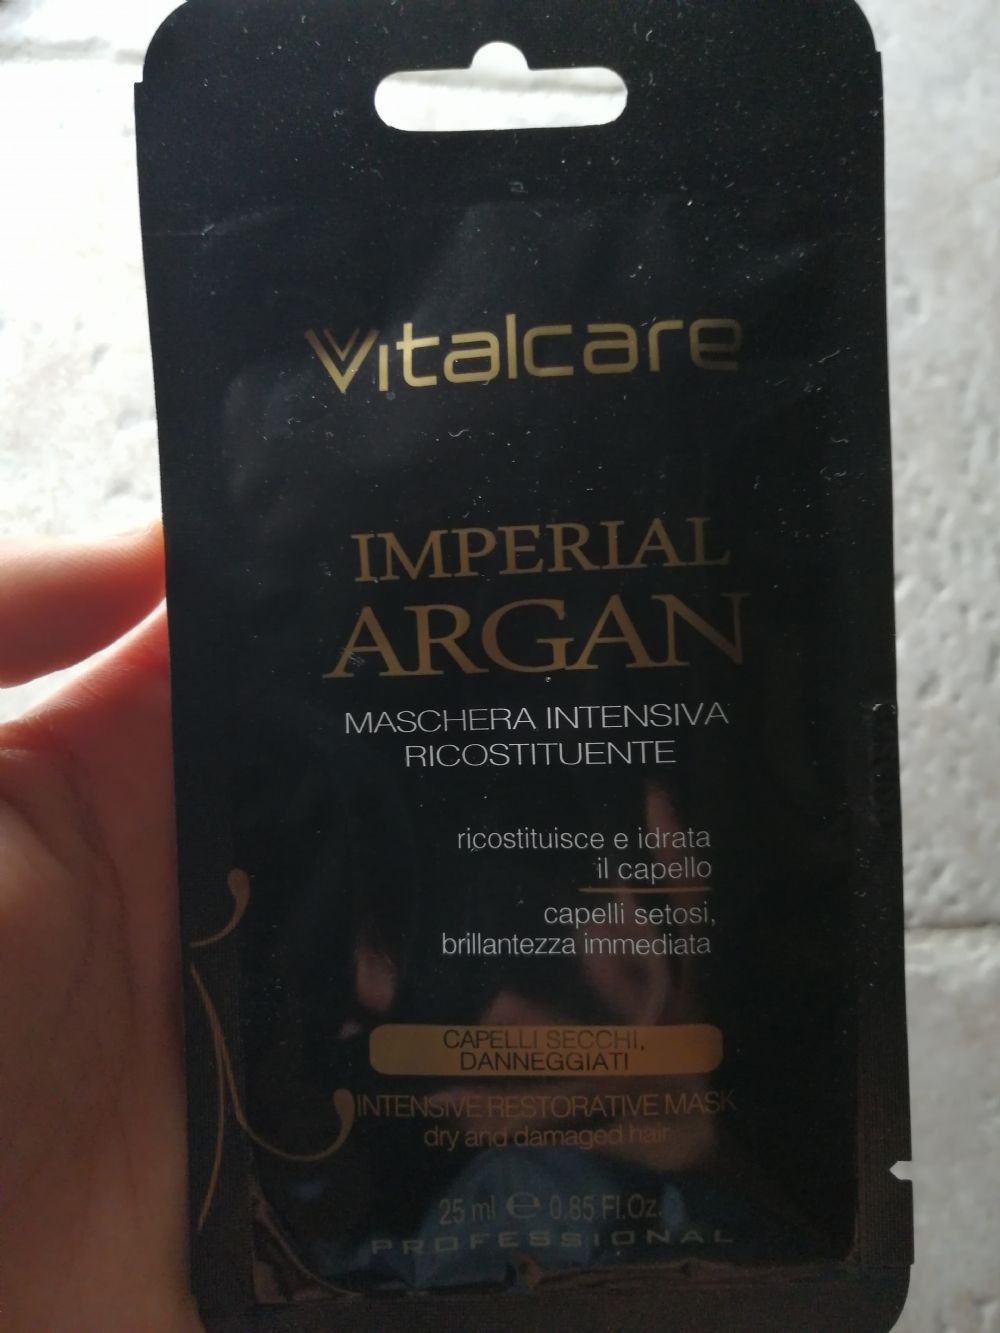 Vitalcare
IMPERIAL
ARGAN
MASCHERA INTENSIVA
RICOSTITUENTE
ricostituisce e idrata
il capello
capelli setosi,
brillantezza immediata
CAPELLI SECCHI,
DANNEGGIATI
INTENSIVE RESTORATIVE MASK
dry and damaged hair
25 ml ℮ 0.85 Fl.Oz.
PROFESSIONAL